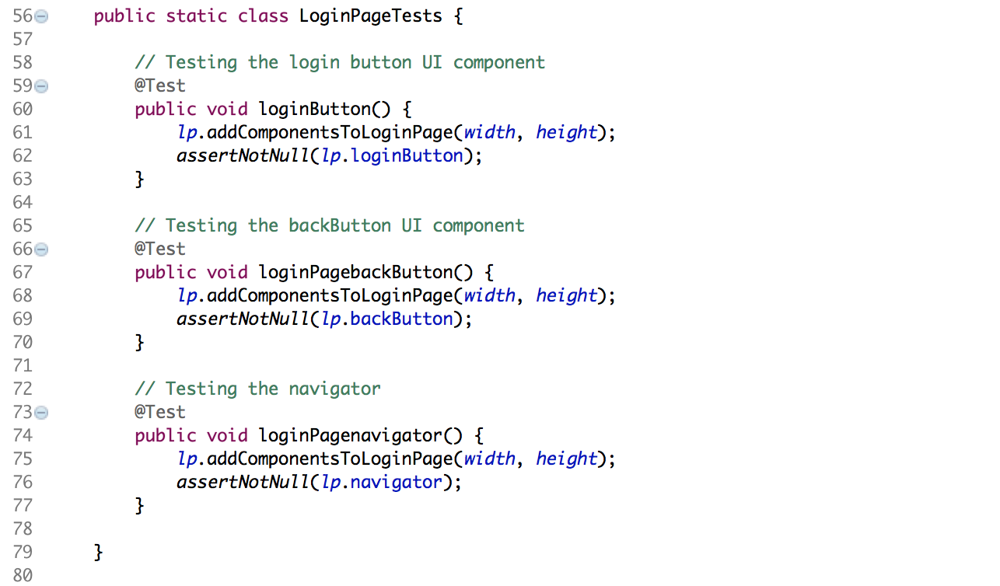 56 public static class LoginPageTests {
57
58 // Testing the login button UI component
59 @Test
60 public void loginButton() {
61 lp.addComponentsToLoginPage(width, height);
62 assertNotNull(lp.loginButton);
63 }
64
65 // Testing the backButton UI component
66 @Test
67 public void loginPagebackButton() {
68 lp.addComponentsToLoginPage(width, height);
69 assertNotNull(lp.backButton);
70 }
71
72 // Testing the navigator
73 @Test
74 public void loginPagenavigator() {
75 lp.addComponentsToLoginPage(width, height);
76 assertNotNull(lp.navigator);
77 }
78
79 }
80